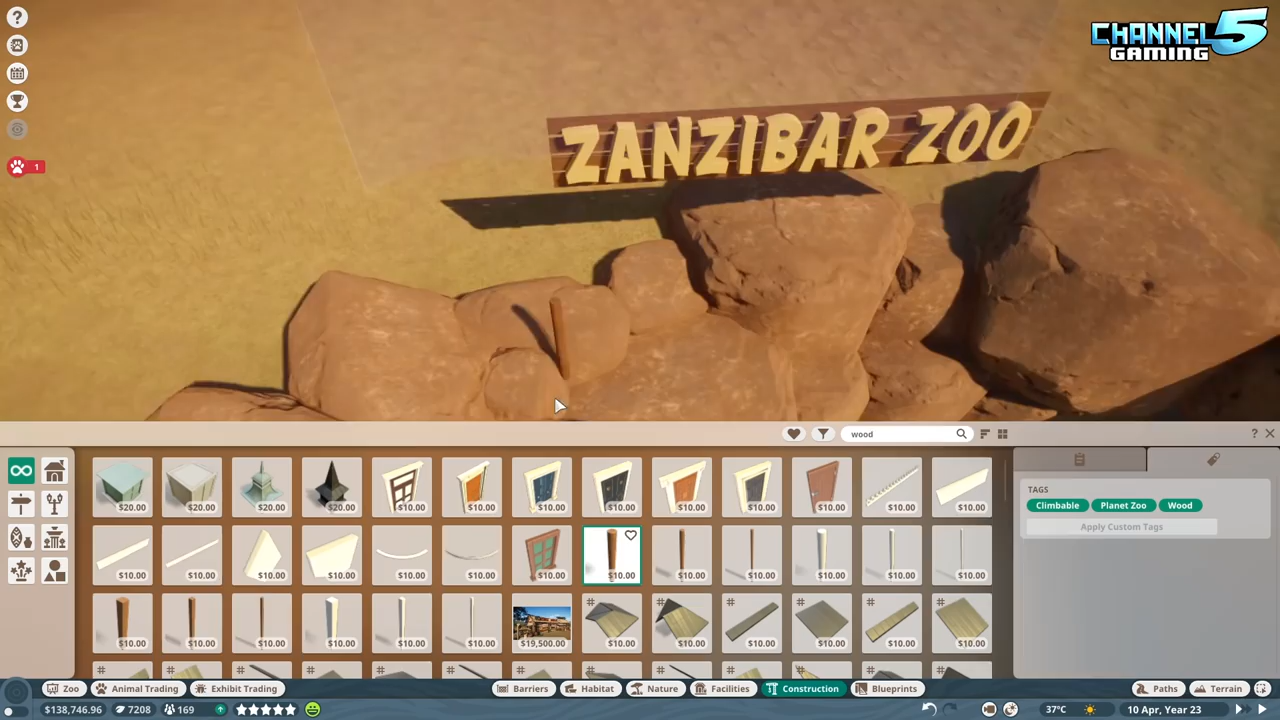 CHANNEL 5
GAMING
ZANZIBAR ZOO
1
wood
$20.00 $20.00 $20.00 $20.00 $10.00 $10.00 $10.00 $10.00 $10.00 $10.00 $10.00 $10.00 $10.00
$10.00 $10.00 $10.00 $10.00 $10.00 $10.00 $10.00 $10.00 $10.00 $10.00 $10.00 $10.00 $10.00
$10.00 $10.00 $10.00 $10.00 $10.00 $10.00 $19,500.00 $10.00 $10.00 $10.00 $10.00 $10.00 $10.00
TAGS
Climbable Planet Zoo Wood
Apply Custom Tags
Zoo Animal Trading Exhibit Trading Barriers Habitat Nature Facilities Construction Blueprints Paths Terrain
$138,746.96 7208 169 37°C 10 Apr, Year 23